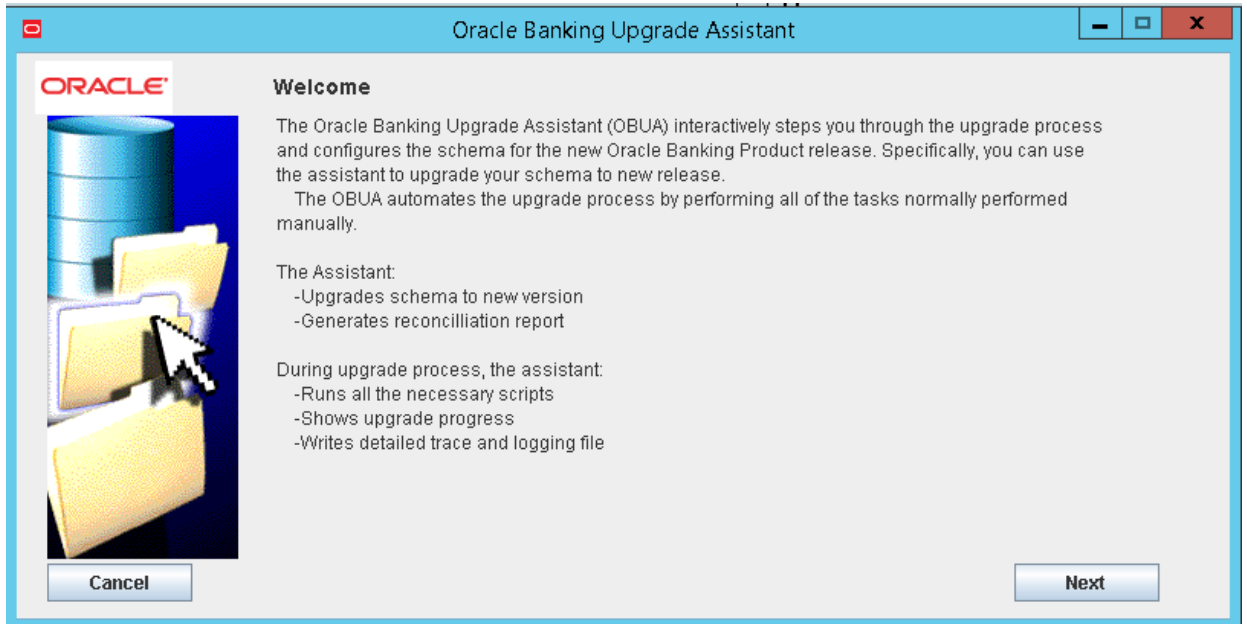 Oracle Banking Upgrade Assistant
X
ORACLE'
Welcome
The Oracle Banking Upgrade Assistant (OBUA) interactively steps you through the upgrade process
and configures the schema for the new Oracle Banking Product release. Specifically, you can use
the assistant to upgrade your schema to new release.
The OBUA automates the upgrade process by performing all of the tasks normally performed
manually.
The Assistant:
-Upgrades schema to new version
-Generates reconcilliation report
During upgrade process, the assistant:
-Runs all the necessary scripts
-Shows upgrade progress
-Writes detailed trace and logging file
Cancel
Next